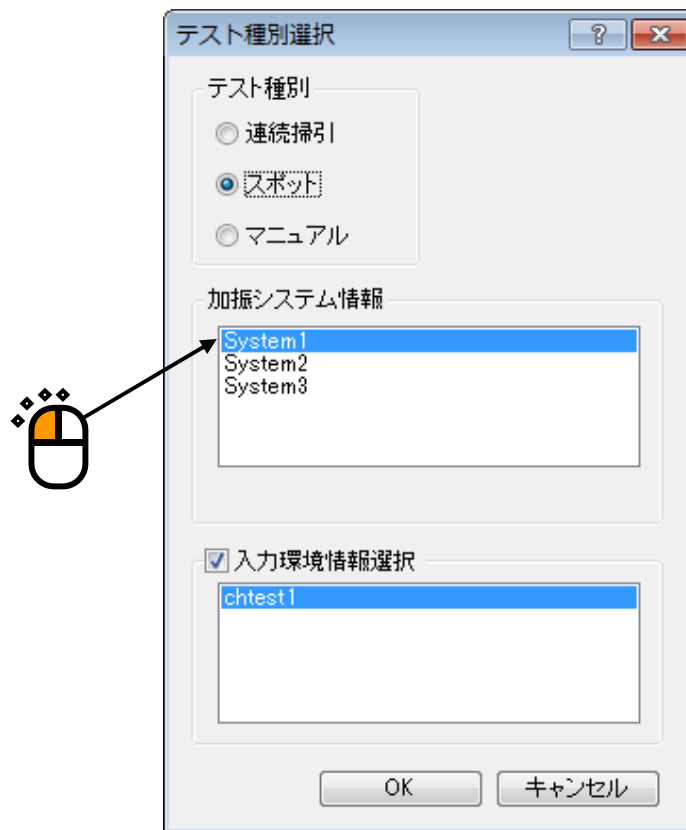 テスト種別選択
テスト種別
連続掃引
スポット
マニュアル
加振システム情報
System1
System2
System3
入力環境情報選択
chtest1
OK キャンセル